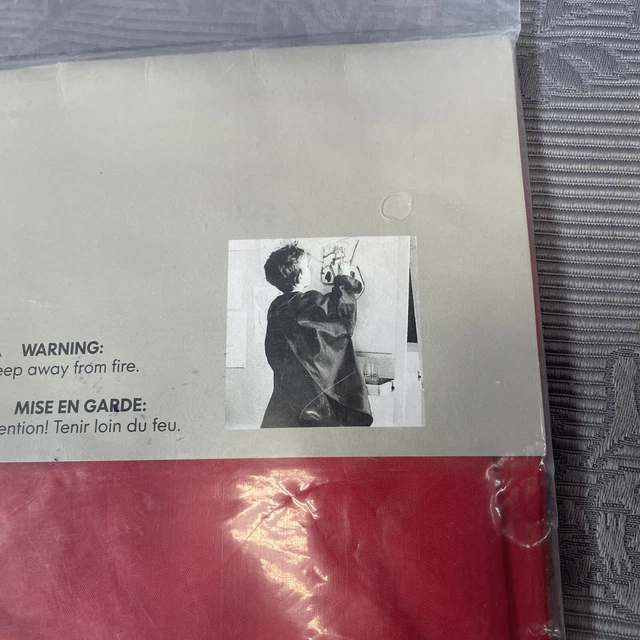 WARNING:
eep away from fire.
MISE EN GARDE:
ention! Tenir loin du feu.